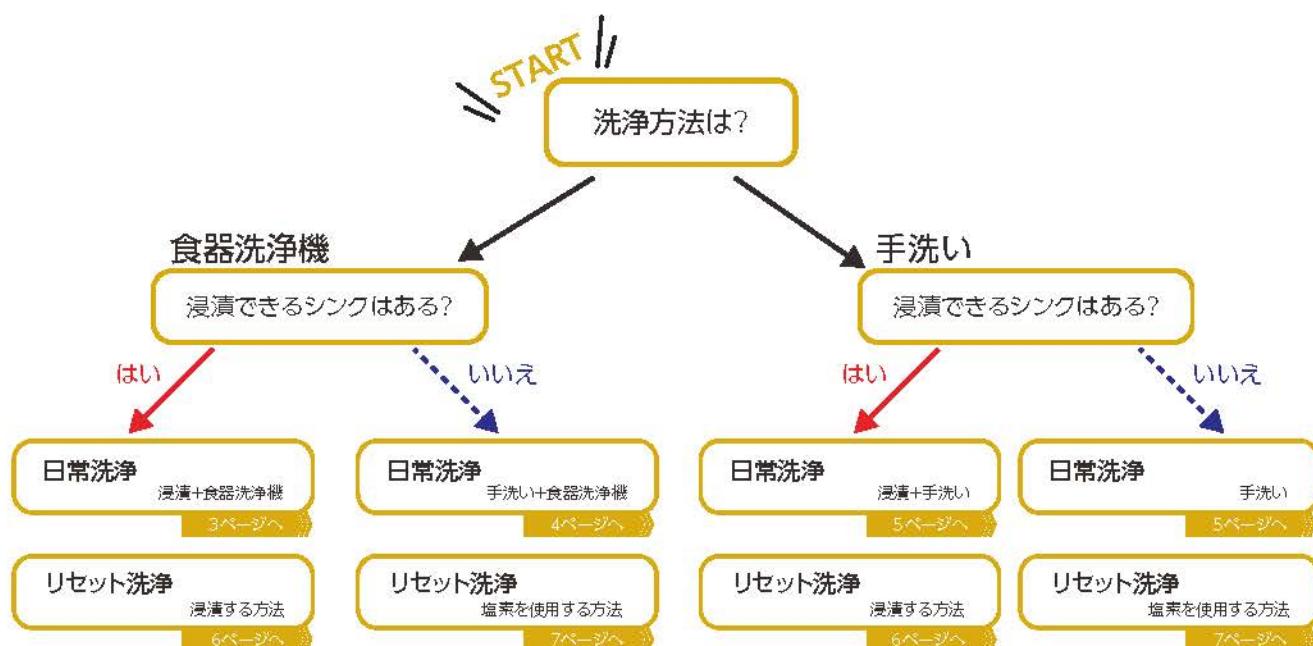 START
洗浄方法は?
食器洗浄機
手洗い
浸漬できるシンクはある?
浸漬できるシンクはある?
はい
いいえ
はい
いいえ
日常洗浄
浸漬+食器洗浄機
3ページへ
日常洗浄
手洗い+食器洗浄機
4ページへ
日常洗浄
浸漬+手洗い
5ページへ
日常洗浄
手洗い
5ページへ
リセット洗浄
浸漬する方法
6ページへ
リセット洗浄
塩素を使用する方法
7ページへ
リセット洗浄
浸漬する方法
6ページへ
リセット洗浄
塩素を使用する方法
7ページへ